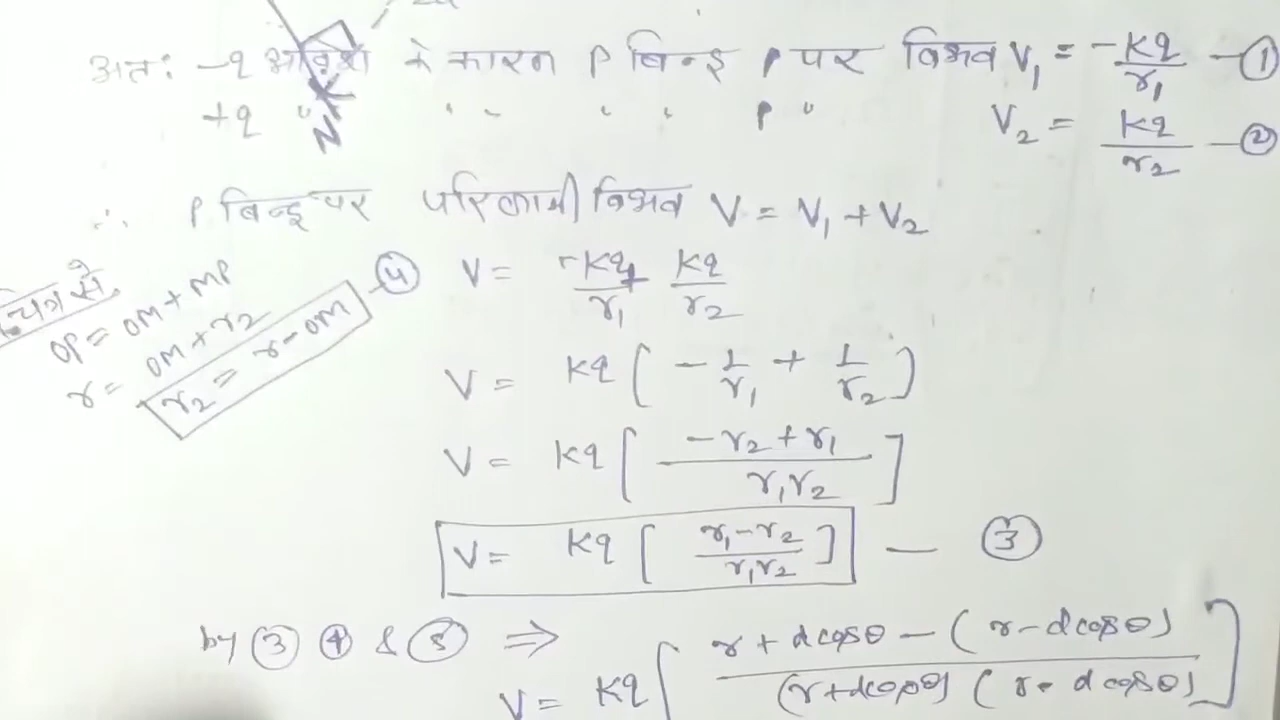 अतः -q आवेश के कारन P बिन्दु P पर विभव V₁ = -Kq/r₁ —①
+q " " " " " P " V₂ = Kq/r₂ —②
∴ P बिन्दु पर परिणामी विभव V = V₁ + V₂
V = -Kq/r₁ + Kq/r₂
V = Kq ( - 1/r₁ + 1/r₂ )
V = Kq [ (-r₂ + r₁)/(r₁r₂) ]
V = Kq [ (r₁ - r₂)/(r₁r₂) ] — ③
चित्र से
OP = OM + MP
r = OM + r₂
r₂ = r - OM —④
by ③ ④ & ⑤ ⇒
V = Kq [ (r + d cosθ - (r - d cosθ))/((r + d cosθ) (r - d cosθ)) ]